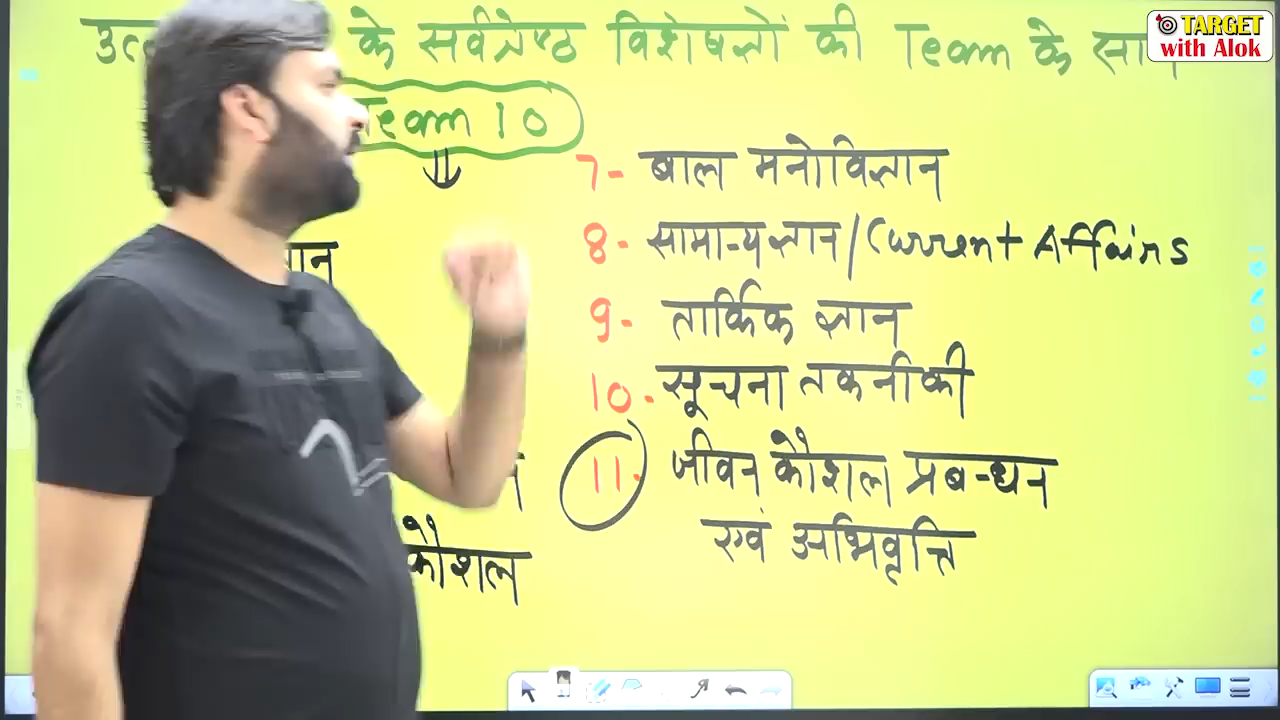 के सर्वश्रेष्ठ विशेषज्ञों की Team के साथ
TARGET
with Alok
Team 10
7- बाल मनोविज्ञान
8- सामान्यज्ञान/Current Affairs
9- तार्किक ज्ञान
10. सूचना तकनीकी
11. जीवन कौशल प्रबन्धन
एवं अभिवृत्ति
कौशल